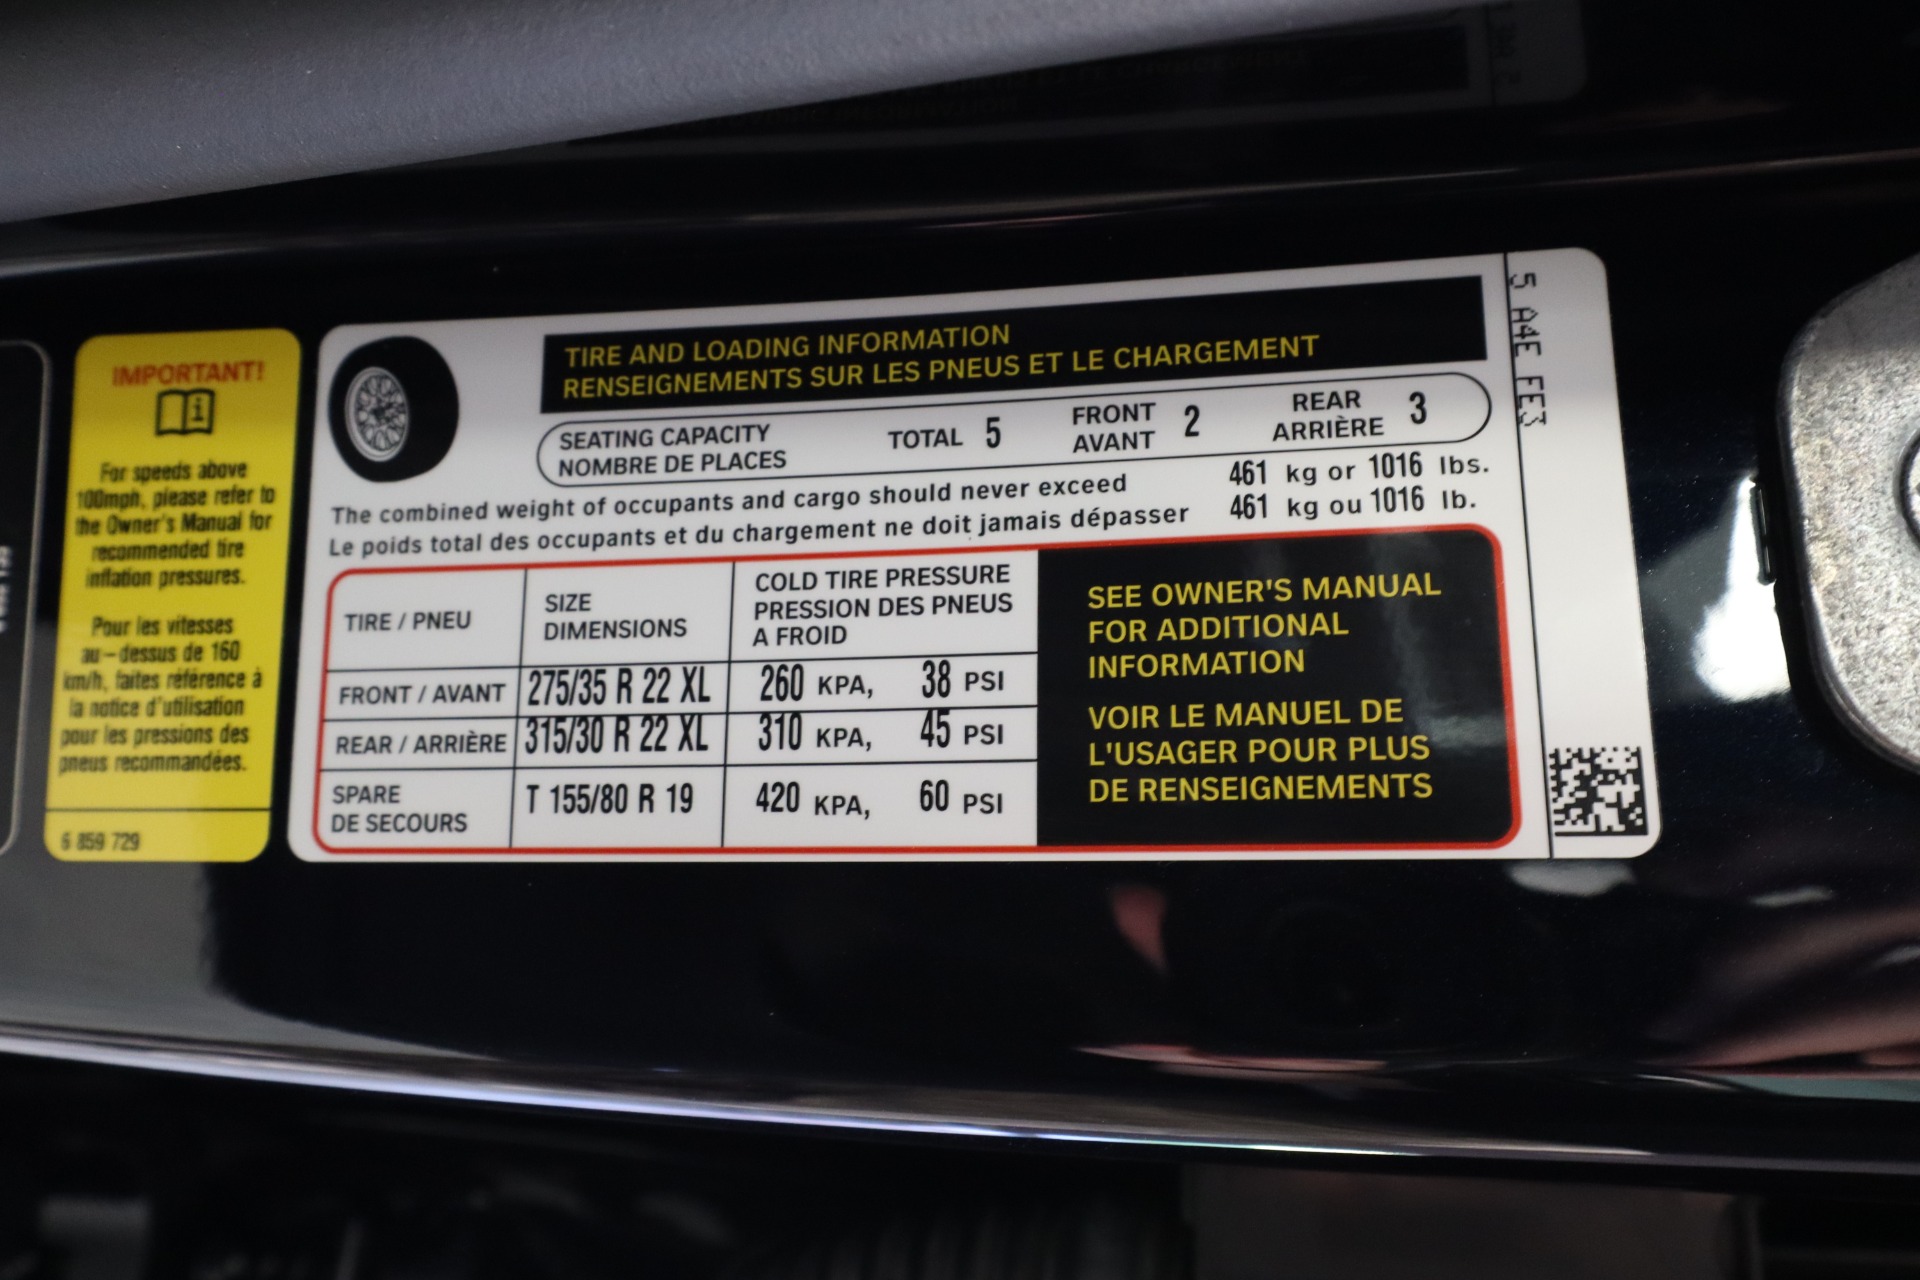 IMPORTANT!
For speeds above
100mph, please refer to
the Owner's Manual for
recommended tire
inflation pressures.
Pour les vitesses
au-dessus de 160
km/h, faites référence à
la notice d'utilisation
pour les pressions des
pneus recommandées.
6 859 729
TIRE AND LOADING INFORMATION
RENSEIGNEMENTS SUR LES PNEUS ET LE CHARGEMENT
SEATING CAPACITY
NOMBRE DE PLACES
TOTAL 5
FRONT
AVANT 2
REAR
ARRIÈRE 3
The combined weight of occupants and cargo should never exceed 461 kg or 1016 lbs.
Le poids total des occupants et du chargement ne doit jamais dépasser 461 kg ou 1016 lb.
TIRE / PNEU
SIZE
DIMENSIONS
COLD TIRE PRESSURE
PRESSION DES PNEUS
A FROID
FRONT / AVANT 275/35 R 22 XL 260 KPA, 38 PSI
REAR / ARRIÈRE 315/30 R 22 XL 310 KPA, 45 PSI
SPARE
DE SECOURS
T 155/80 R 19 420 KPA, 60 PSI
SEE OWNER'S MANUAL
FOR ADDITIONAL
INFORMATION
VOIR LE MANUEL DE
L'USAGER POUR PLUS
DE RENSEIGNEMENTS
5 A4E FE3